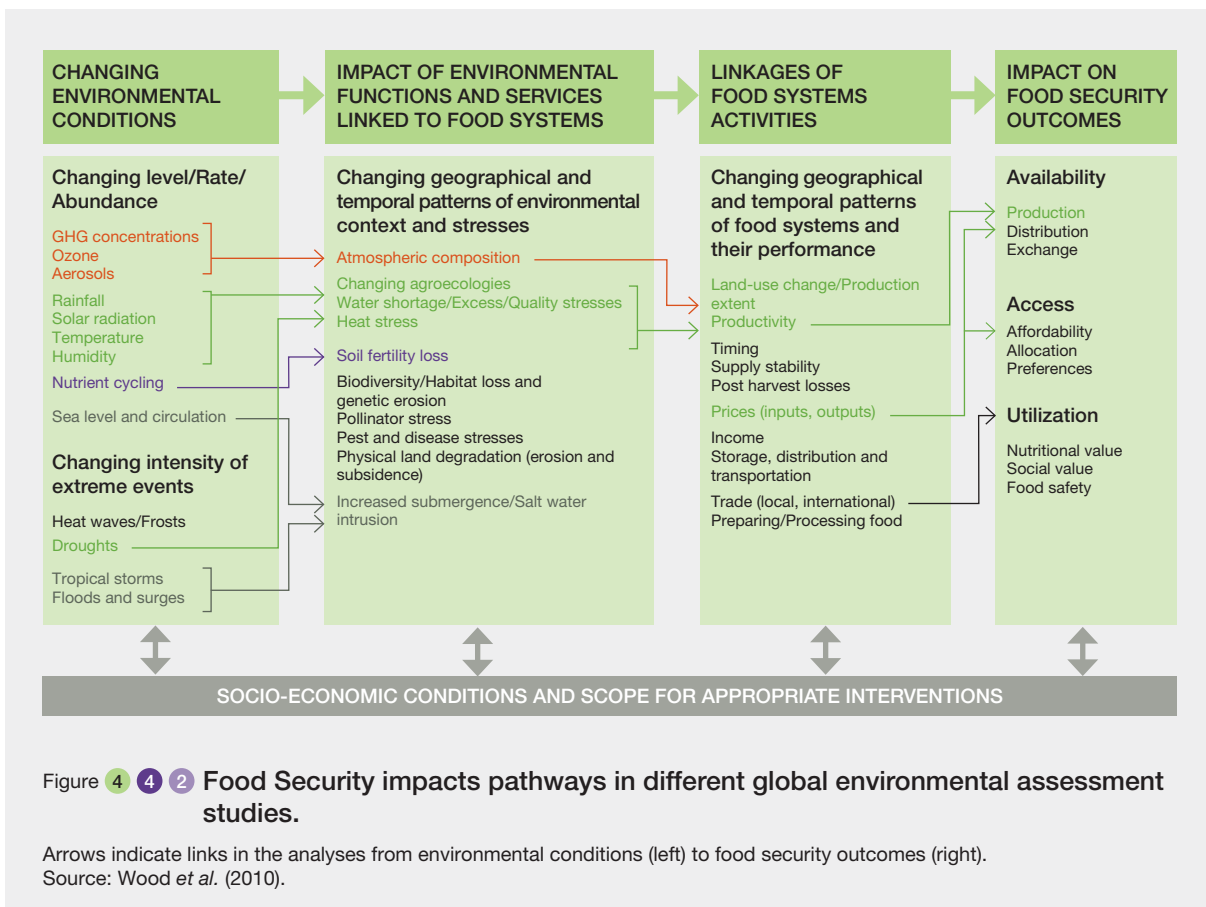 CHANGING
ENVIRONMENTAL
CONDITIONS
IMPACT OF ENVIRONMENTAL
FUNCTIONS AND SERVICES
LINKED TO FOOD SYSTEMS
LINKAGES OF
FOOD SYSTEMS
ACTIVITIES
IMPACT ON
FOOD SECURITY
OUTCOMES
Changing level/Rate/
Abundance
GHG concentrations
Ozone
Aerosols
Rainfall
Solar radiation
Temperature
Humidity
Nutrient cycling
Sea level and circulation
Changing intensity of
extreme events
Heat waves/Frosts
Droughts
Tropical storms
Floods and surges
Changing geographical and
temporal patterns of environmental
context and stresses
Atmospheric composition
Changing agroecologies
Water shortage/Excess/Quality stresses
Heat stress
Soil fertility loss
Biodiversity/Habitat loss and
genetic erosion
Pollinator stress
Pest and disease stresses
Physical land degradation (erosion and
subsidence)
Increased submergence/Salt water
intrusion
Changing geographical
and temporal patterns
of food systems and
their performance
Land-use change/Production
extent
Productivity
Timing
Supply stability
Post harvest losses
Prices (inputs, outputs)
Income
Storage, distribution and
transportation
Trade (local, international)
Preparing/Processing food
Availability
Production
Distribution
Exchange
Access
Affordability
Allocation
Preferences
Utilization
Nutritional value
Social value
Food safety
SOCIO-ECONOMIC CONDITIONS AND SCOPE FOR APPROPRIATE INTERVENTIONS
Figure 4 4 2 Food Security impacts pathways in different global environmental assessment
studies.
Arrows indicate links in the analyses from environmental conditions (left) to food security outcomes (right).
Source: Wood et al. (2010).